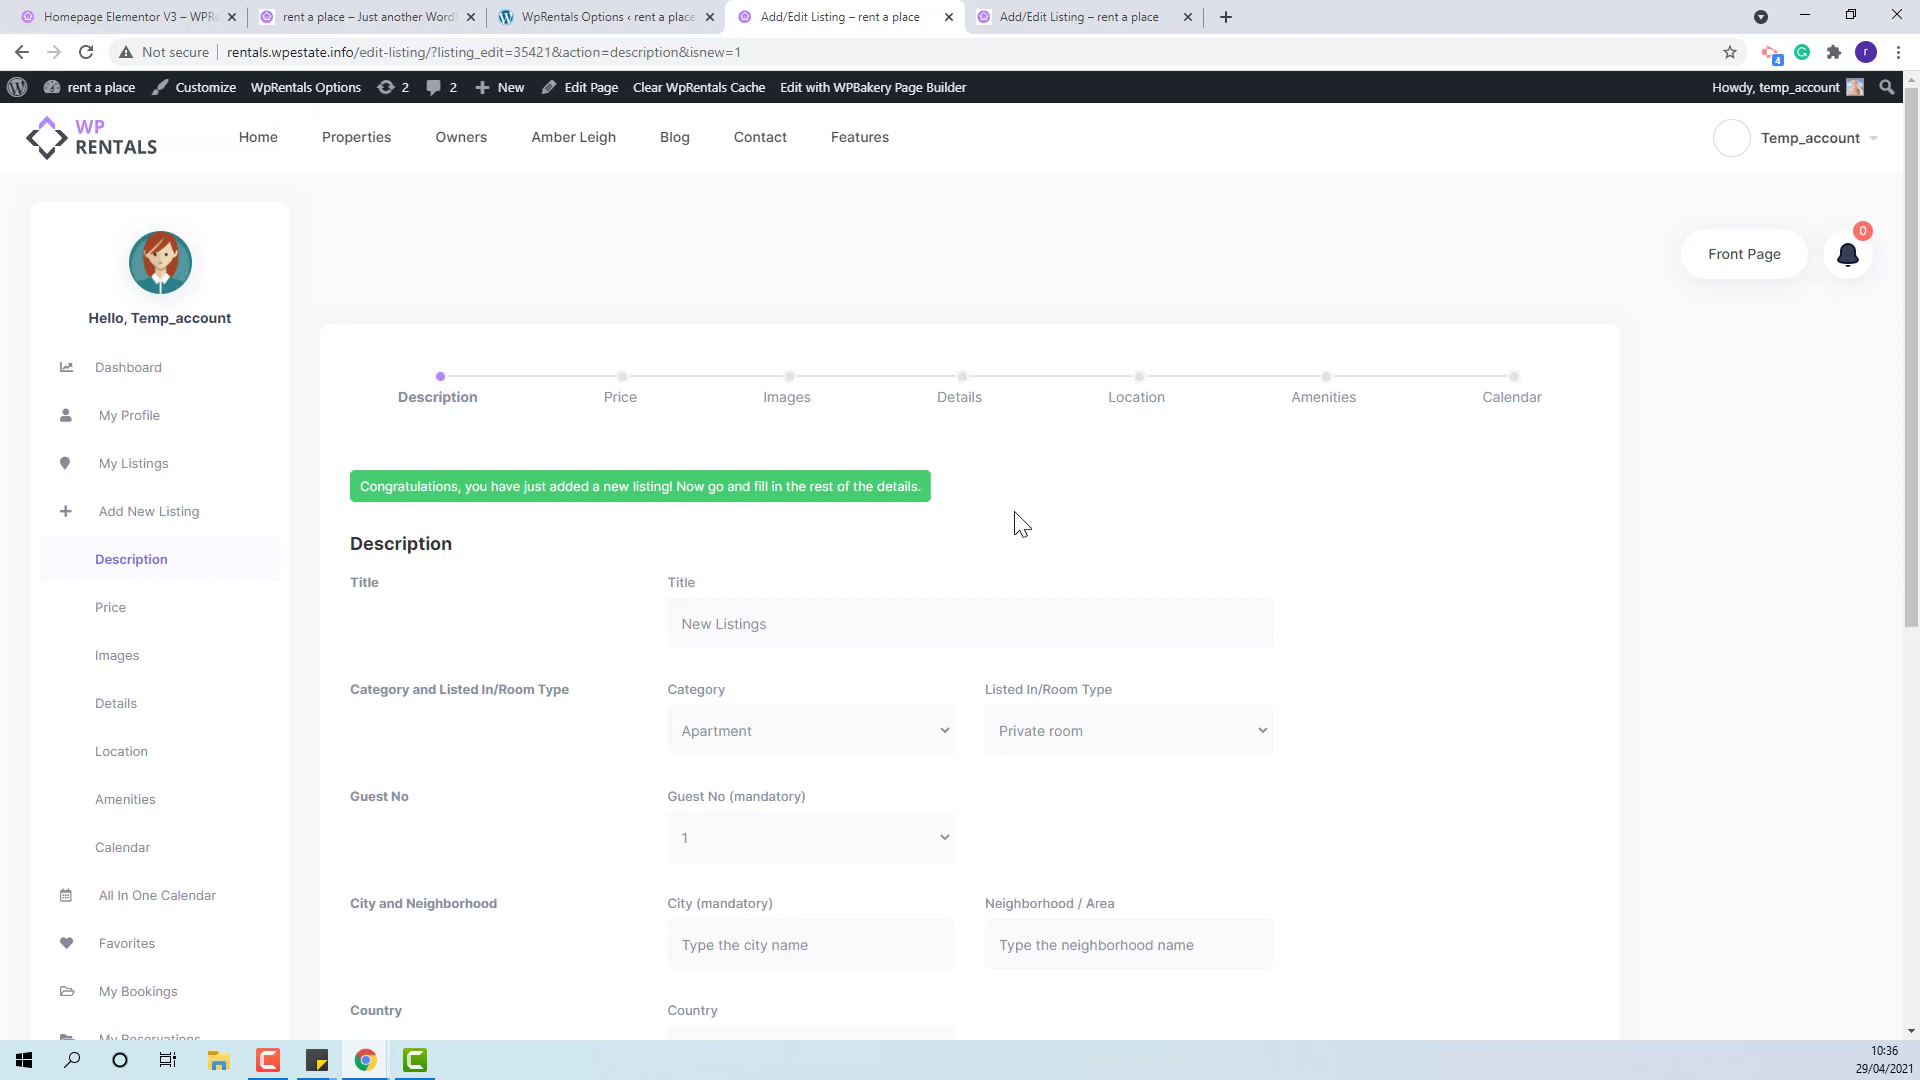 Homepage Elementor V3 – WPRe
rent a place – Just another Word
WpRentals Options ‹ rent a place
Add/Edit Listing – rent a place
Add/Edit Listing – rent a place
Not secure
rentals.wpestate.info/edit-listing/?listing_edit=35421&action=description&isnew=1
4
r
rent a place
Customize
WpRentals Options
2
2
New
Edit Page
Clear WpRentals Cache
Edit with WPBakery Page Builder
Howdy, temp_account
WP
RENTALS
Home
Properties
Owners
Amber Leigh
Blog
Contact
Features
Temp_account
Hello, Temp_account
Dashboard
My Profile
My Listings
Add New Listing
Description
Price
Images
Details
Location
Amenities
Calendar
All In One Calendar
Favorites
My Bookings
My Reservations
Front Page
0
Description
Price
Images
Details
Location
Amenities
Calendar
Congratulations, you have just added a new listing! Now go and fill in the rest of the details.
Description
Title
Title
New Listings
Category and Listed In/Room Type
Category
Listed In/Room Type
Apartment
Private room
Guest No
Guest No (mandatory)
1
City and Neighborhood
City (mandatory)
Neighborhood / Area
Type the city name
Type the neighborhood name
Country
Country
10:36
29/04/2021